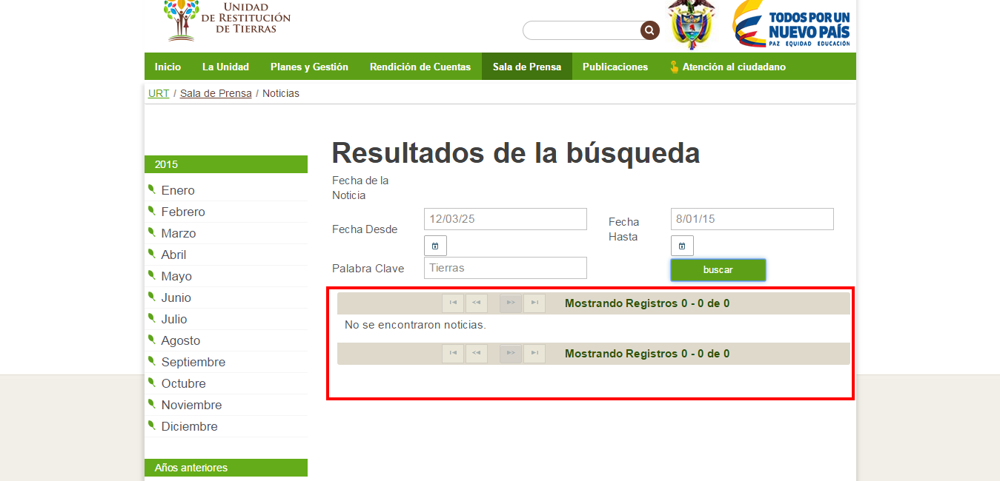 UNIDAD
DE RESTITUCIÓN
DE TIERRAS
TODOS POR UN
NUEVO PAÍS
PAZ EQUIDAD EDUCACIÓN
Inicio La Unidad Planes y Gestión Rendición de Cuentas Sala de Prensa Publicaciones Atención al ciudadano
URT / Sala de Prensa / Noticias
2015
Enero
Febrero
Marzo
Abril
Mayo
Junio
Julio
Agosto
Septiembre
Octubre
Noviembre
Diciembre
Años anteriores
Resultados de la búsqueda
Fecha de la
Noticia
Fecha Desde 12/03/25
Fecha
Hasta
8/01/15
Palabra Clave Tierras buscar
Mostrando Registros 0 - 0 de 0
No se encontraron noticias.
Mostrando Registros 0 - 0 de 0